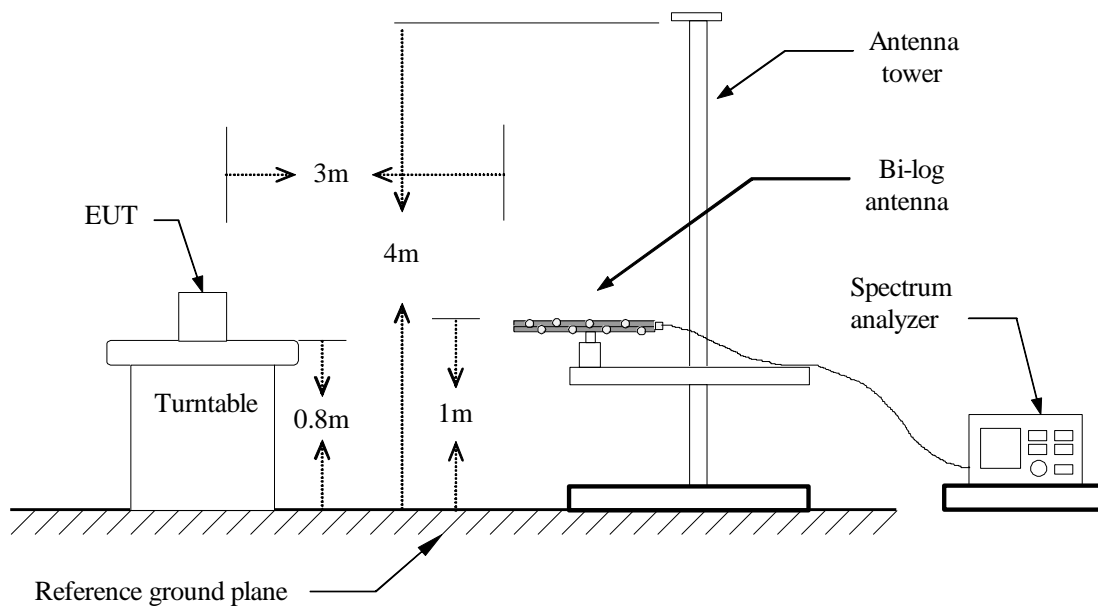 Antenna
tower
3m
Bi-log
antenna
EUT
4m
Spectrum
analyzer
Turntable
0.8m
1m
Reference ground plane